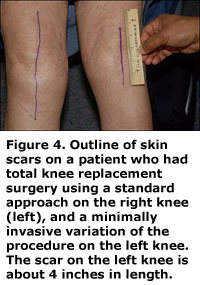 Figure 4. Outline of skin
scars on a patient who had
total knee replacement
surgery using a standard
approach on the right knee
(left), and a minimally
invasive variation of the
procedure on the left knee.
The scar on the left knee is
about 4 inches in length.